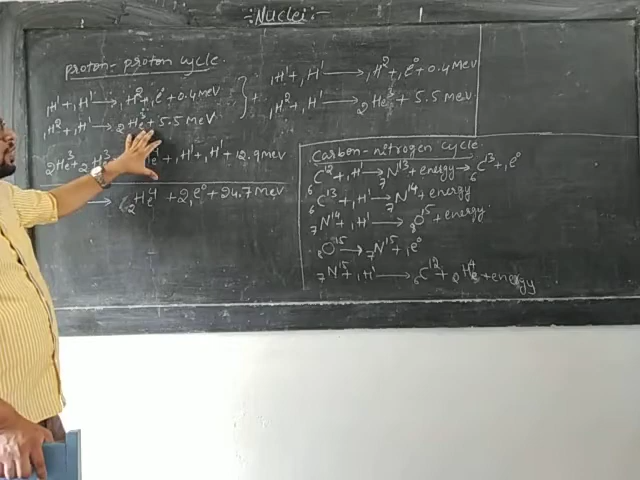 :Nuclei:-
proton-proton cycle.
₁H¹+₁H¹ → ₁H²+₁e⁰+0.4 MeV } + ₁H¹+₁H¹ → ₁H²+₁e⁰+0.4 MeV
₁H²+₁H¹ → ₂He³+5.5 MeV ₁H²+₁H¹ → ₂He³+5.5 MeV
₂He³+₂He³ +₁H¹+₁H¹+12.9 MeV
→ ₂He⁴+2₁e⁰+24.7 MeV
Carbon-nitrogen cycle.
₆C¹²+₁H¹ → ₇N¹³+energy → ₆C¹³+₁e⁰
₆C¹³+₁H¹ → ₇N¹⁴+energy
₇N¹⁴+₁H¹ → ₈O¹⁵+energy.
₈O¹⁵ → ₇N¹⁵+₁e⁰
₇N¹⁵+₁H¹ → ₆C¹²+₂He⁴+energy